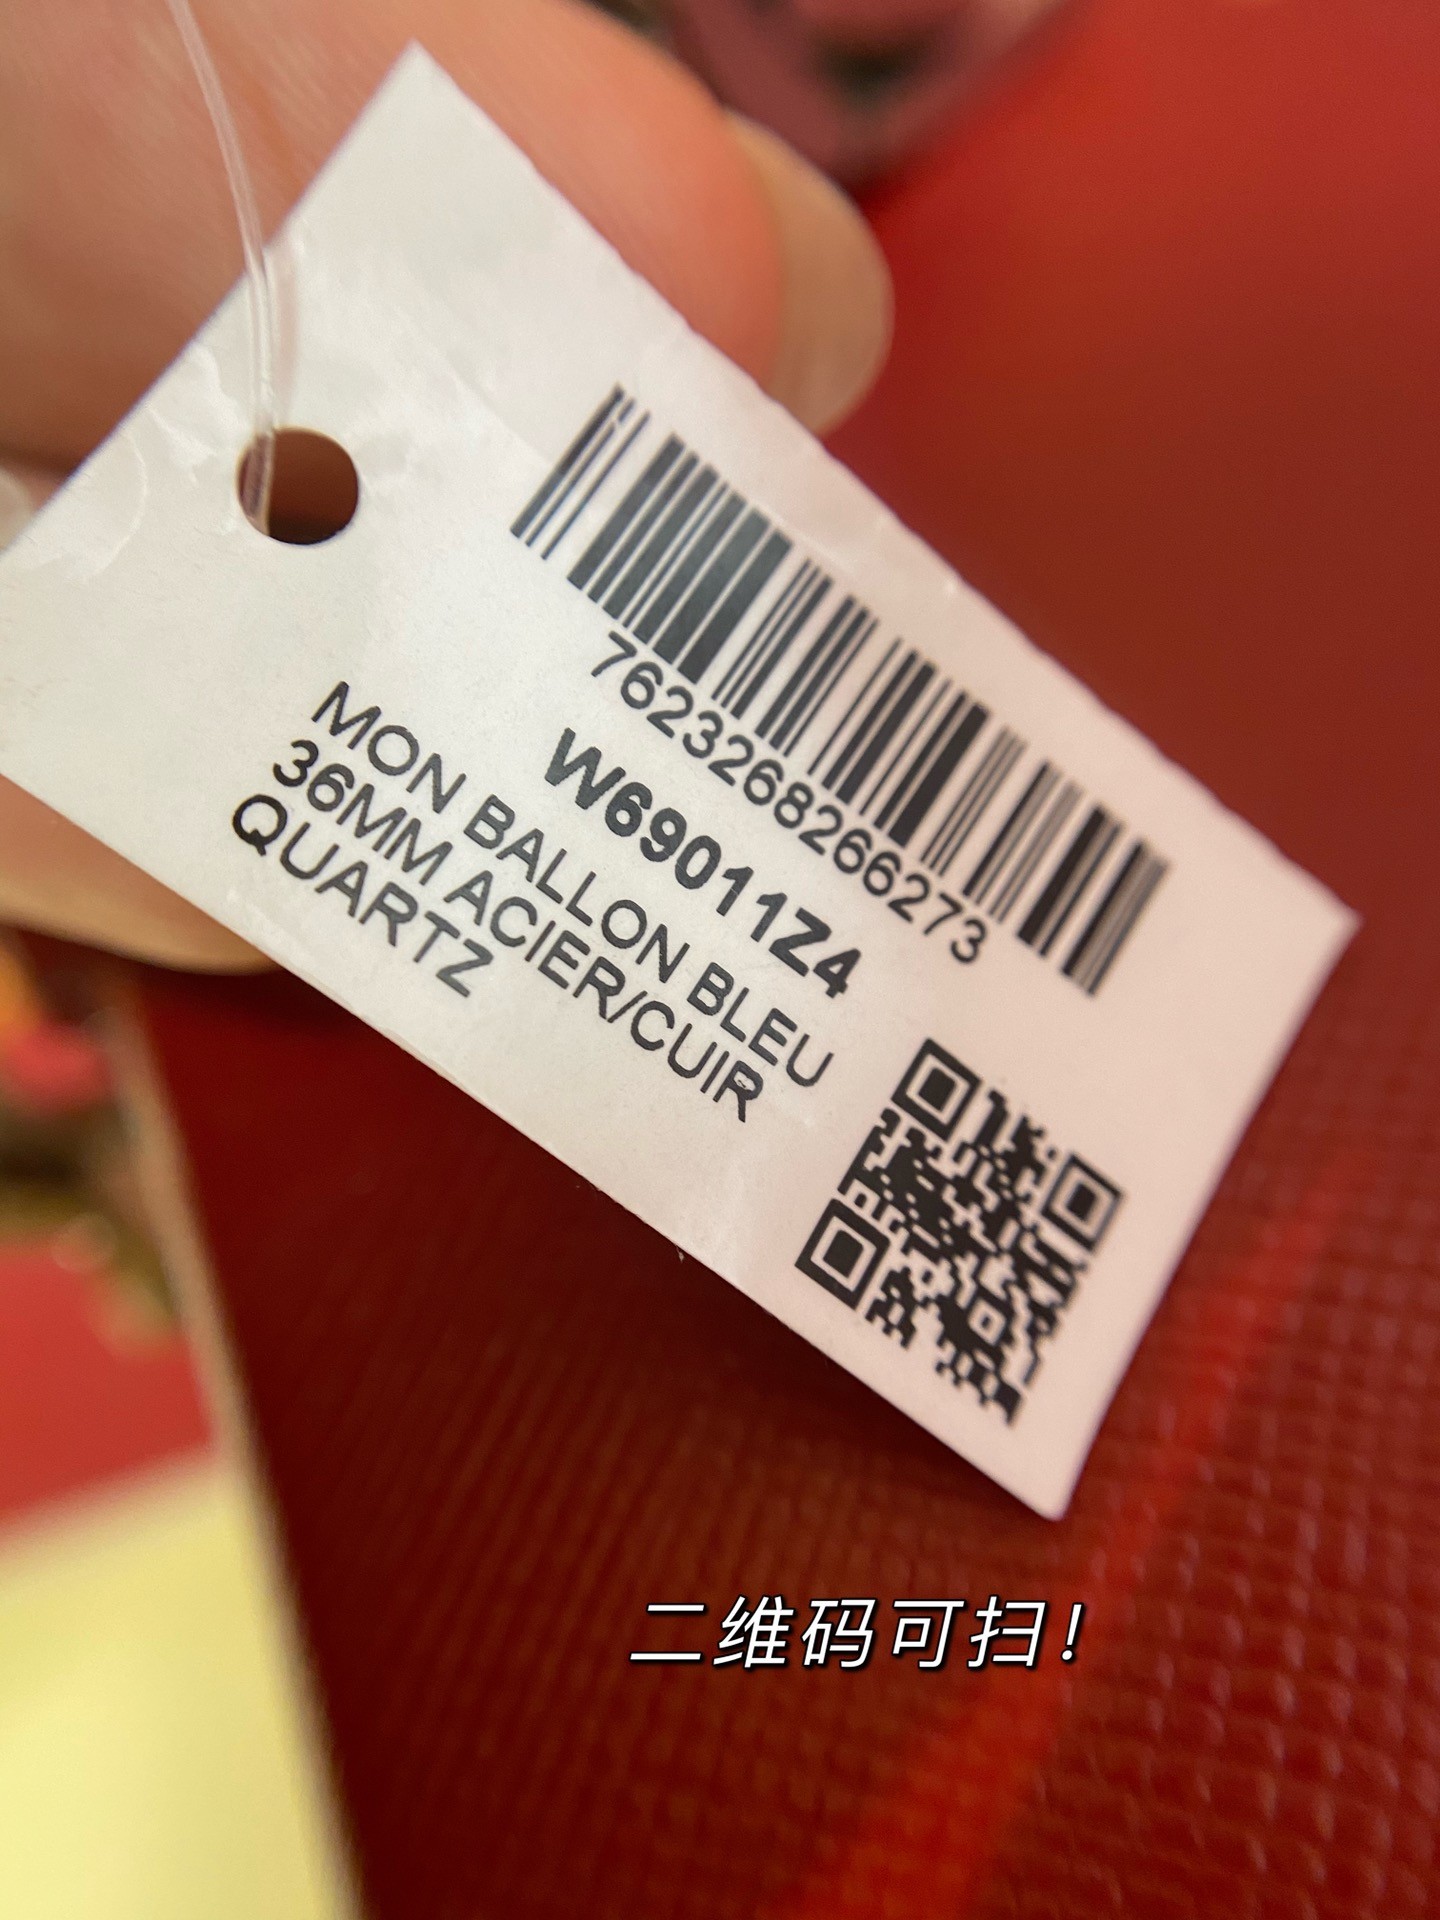 7623268266273
W69011Z4
MON BALLON BLEU
36MM ACIER/CUIR
QUARTZ
二维码可扫！